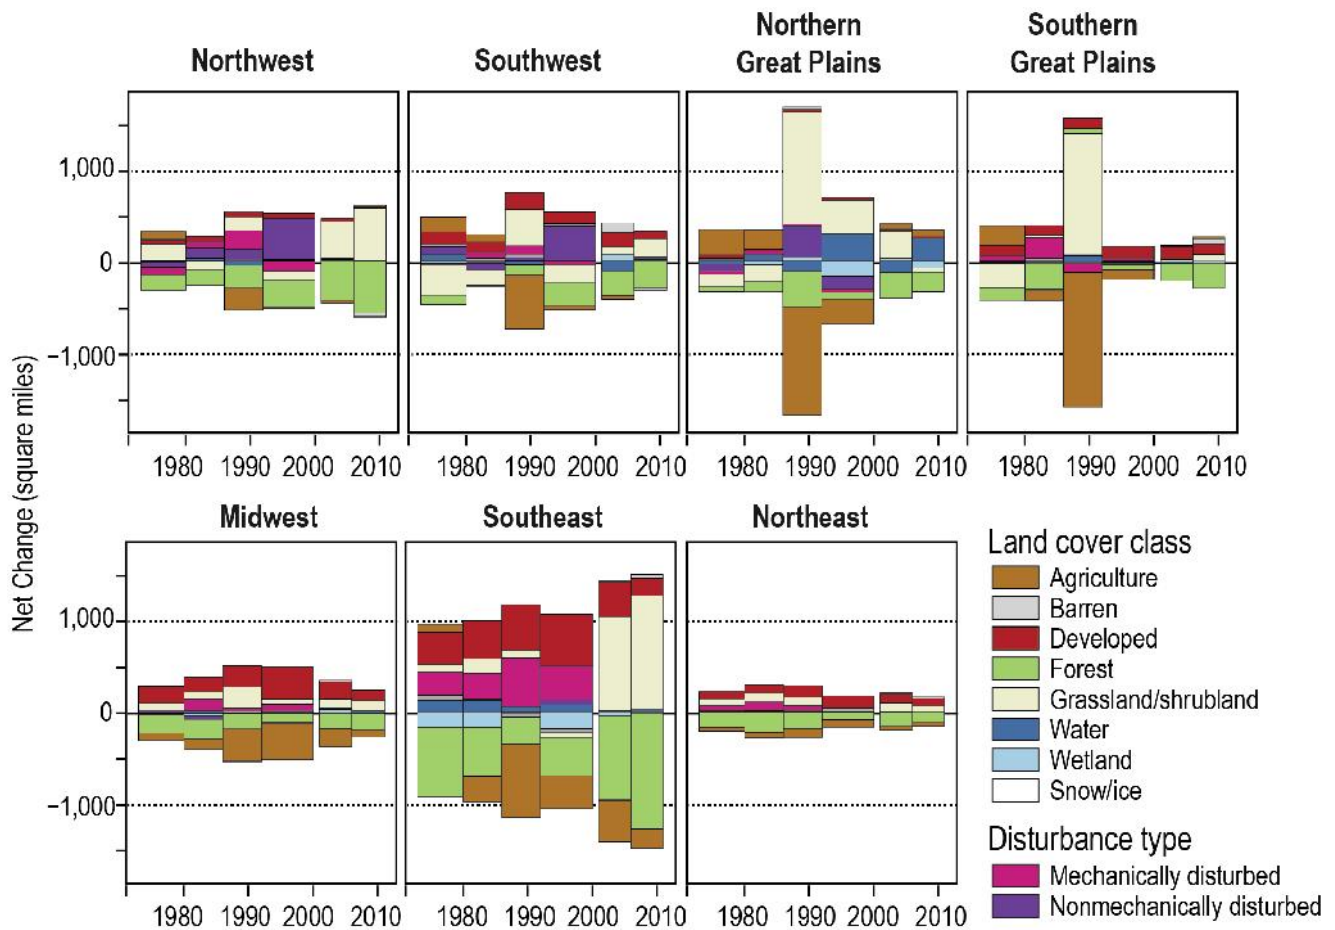 Northwest
Southwest
Northern
Great Plains
Southern
Great Plains
1,000
0
−1,000
1980 1990 2000 2010
1980 1990 2000 2010
1980 1990 2000 2010
1980 1990 2000 2010
Net Change (square miles)
Midwest
Southeast
Northeast
1,000
0
−1,000
1980 1990 2000 2010
1980 1990 2000 2010
1980 1990 2000 2010
Land cover class
Agriculture
Barren
Developed
Forest
Grassland/shrubland
Water
Wetland
Snow/ice
Disturbance type
Mechanically disturbed
Nonmechanically disturbed